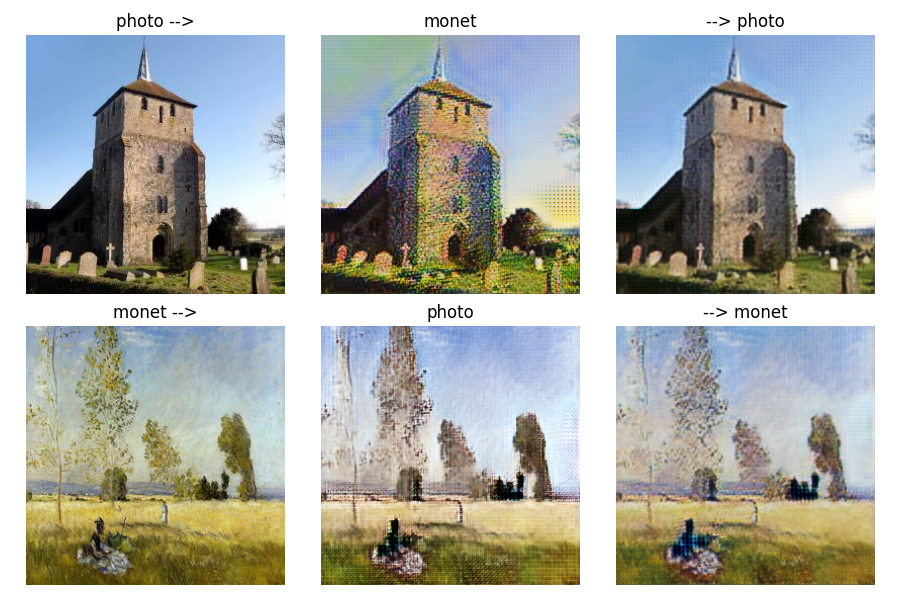 photo -->
monet
--> photo
monet -->
photo
--> monet